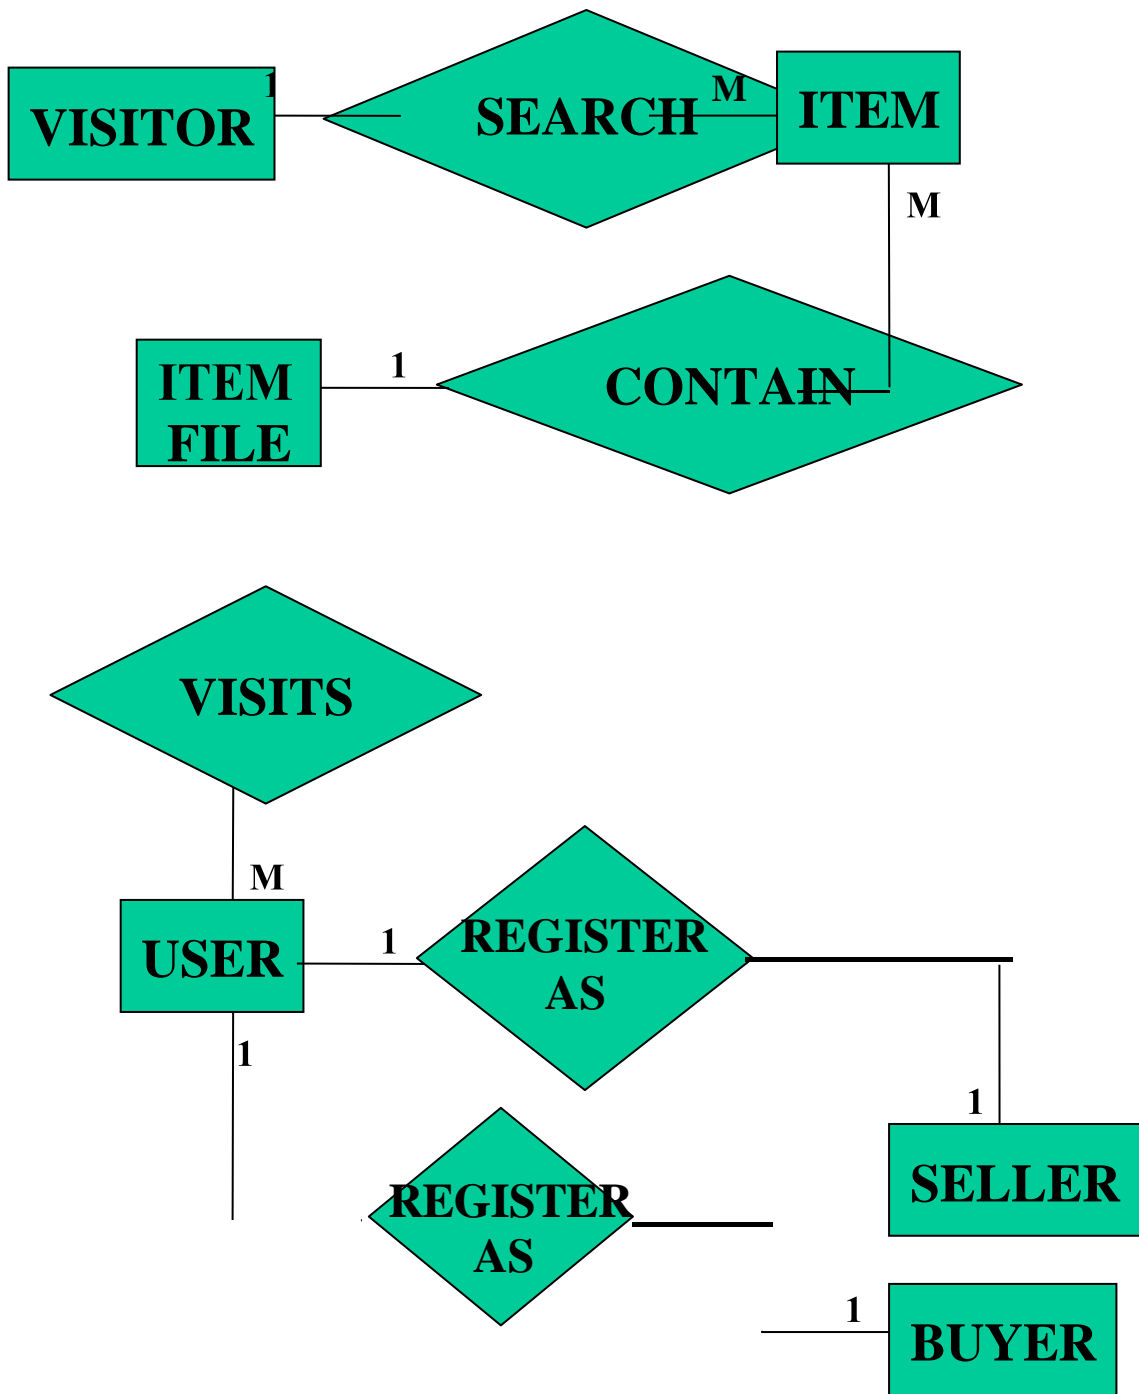 1
VISITOR
SEARCH
M
ITEM
M
1
ITEM
FILE
CONTAIN
VISITS
M
USER
1
REGISTER
AS
1
1
SELLER
REGISTER
AS
1
BUYER